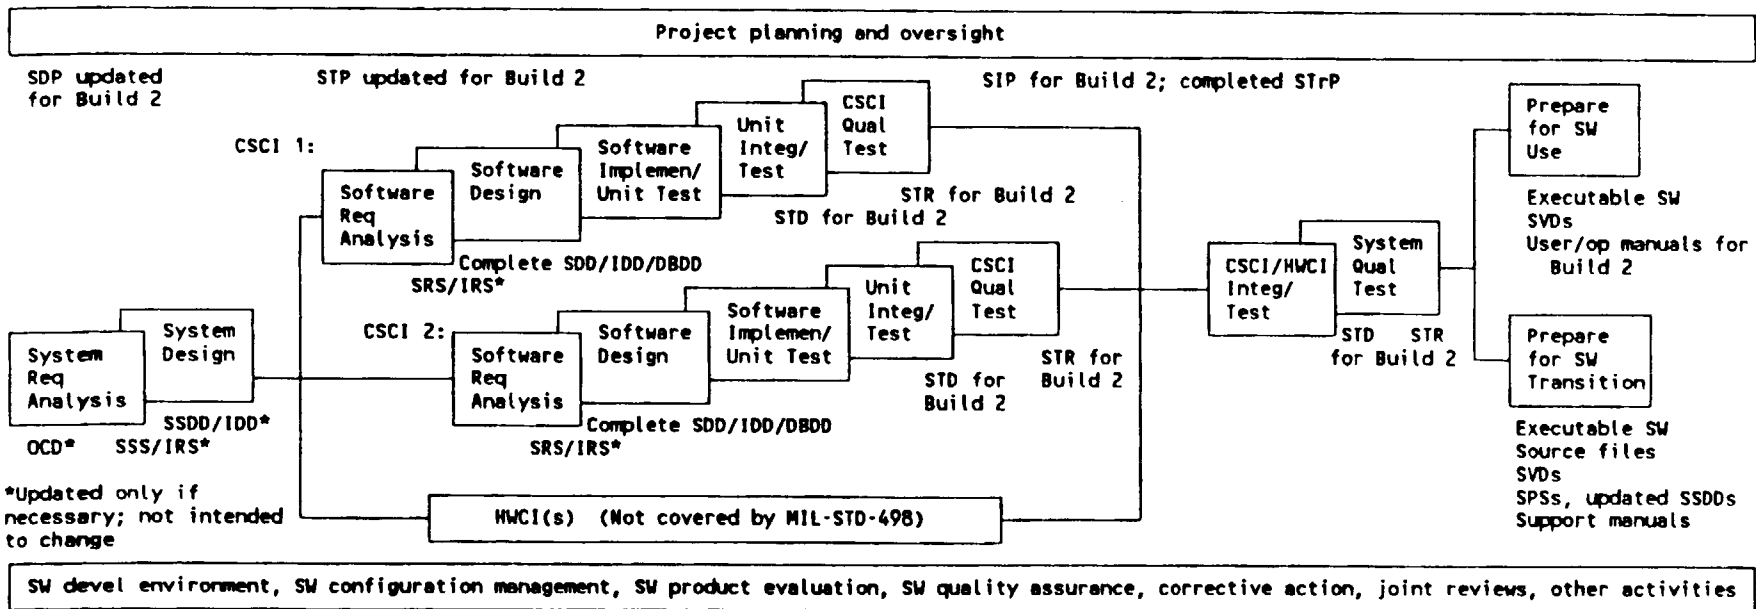 Project planning and oversight
SDP updated
for Build 2
STP updated for Build 2
SIP for Build 2; completed STrP
CSCI 1:
Software
Req
Analysis
Software
Design
Software
Implemen/
Unit Test
Unit
Integ/
Test
CSCI
Qual
Test
STR for Build 2
STD for Build 2
Complete SDD/IDD/DBDD
SRS/IRS*
System
Req
Analysis
System
Design
SSDD/IDD*
OCD*
SSS/IRS*
CSCI 2:
Software
Req
Analysis
Software
Design
Software
Implemen/
Unit Test
Unit
Integ/
Test
CSCI
Qual
Test
STR for
Build 2
STD for
Build 2
Complete SDD/IDD/DBDD
SRS/IRS*
HWCI(s) (Not covered by MIL-STD-498)
CSCI/HWCI
Integ/
Test
System
Qual
Test
STD STR
for Build 2
Prepare
for SW
Use
Executable SW
SVDs
User/op manuals for
Build 2
Prepare
for SW
Transition
Executable SW
Source files
SVDs
SPSs, updated SSDDs
Support manuals
*Updated only if
necessary; not intended
to change
SW devel environment, SW configuration management, SW product evaluation, SW quality assurance, corrective action, joint reviews, other activities